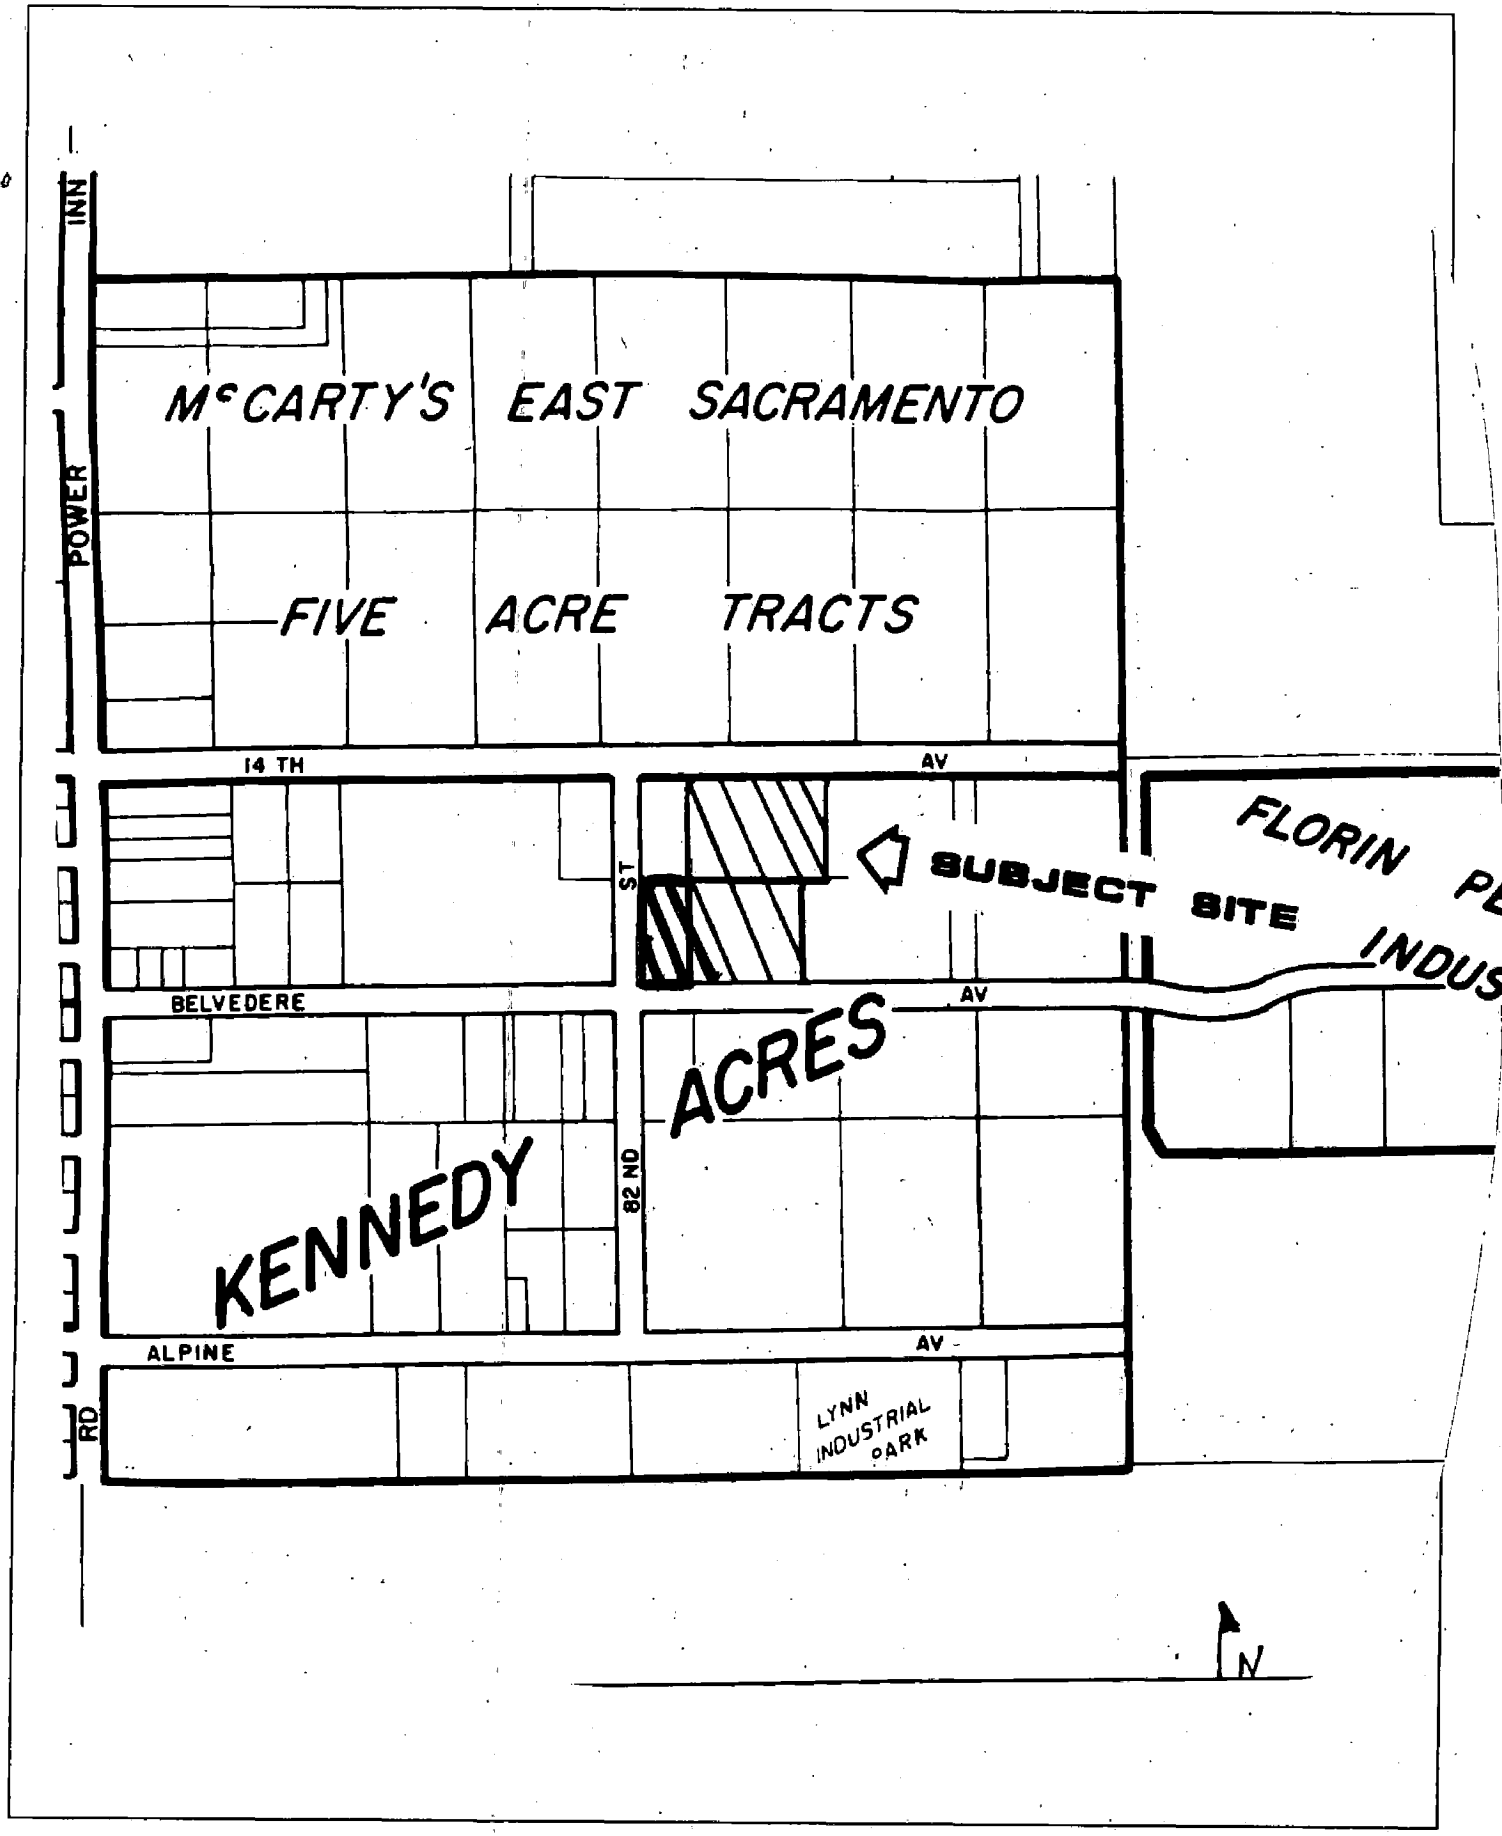 INN
McCARTY'S EAST SACRAMENTO
POWER
FIVE ACRE TRACTS
14 TH AV
FLORIN
SUBJECT SITE
ST
INDUS
BELVEDERE AV
ACRES
KENNEDY
82 ND
ALPINE AV
RD
LYNN
INDUSTRIAL
PARK
N